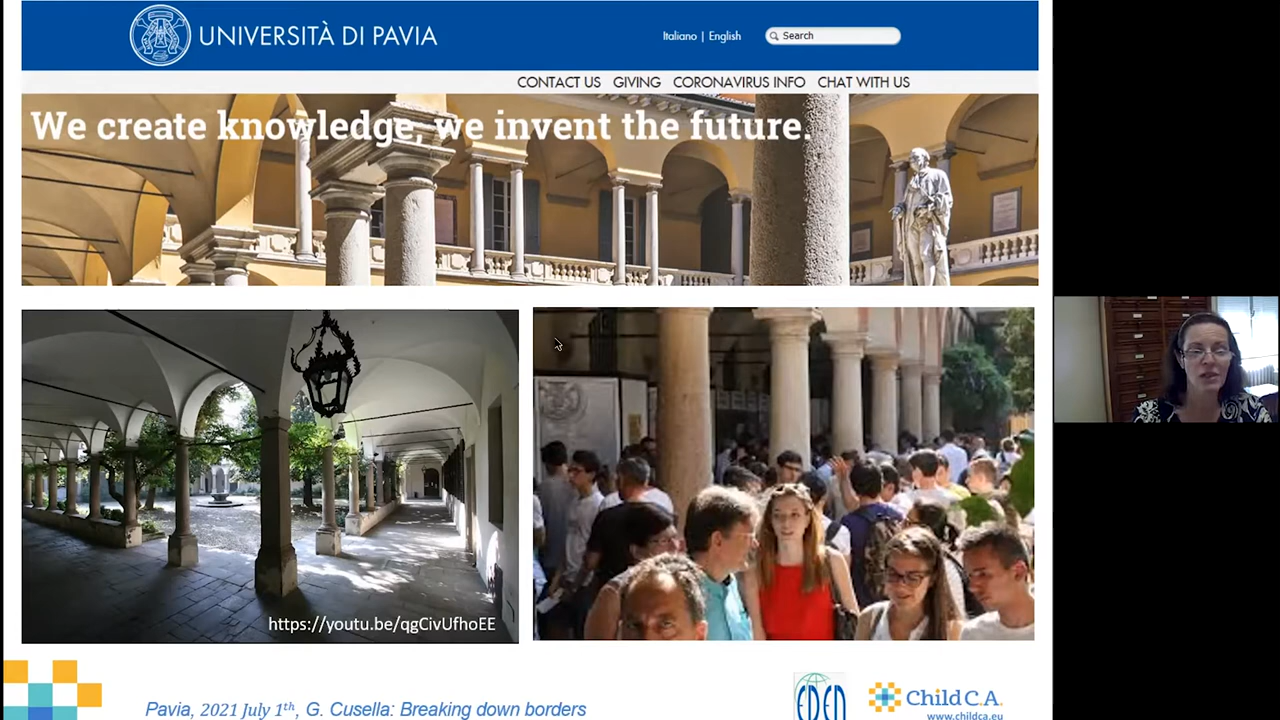 UNIVERSITÀ DI PAVIA
Italiano | English
Search
CONTACT US GIVING CORONAVIRUS INFO CHAT WITH US
We create knowledge, we invent the future.
https://youtu.be/qgCivUfhoEE
Pavia, 2021 July 1th, G. Cusella: Breaking down borders
EDEN
Child C.A.
www.childca.eu